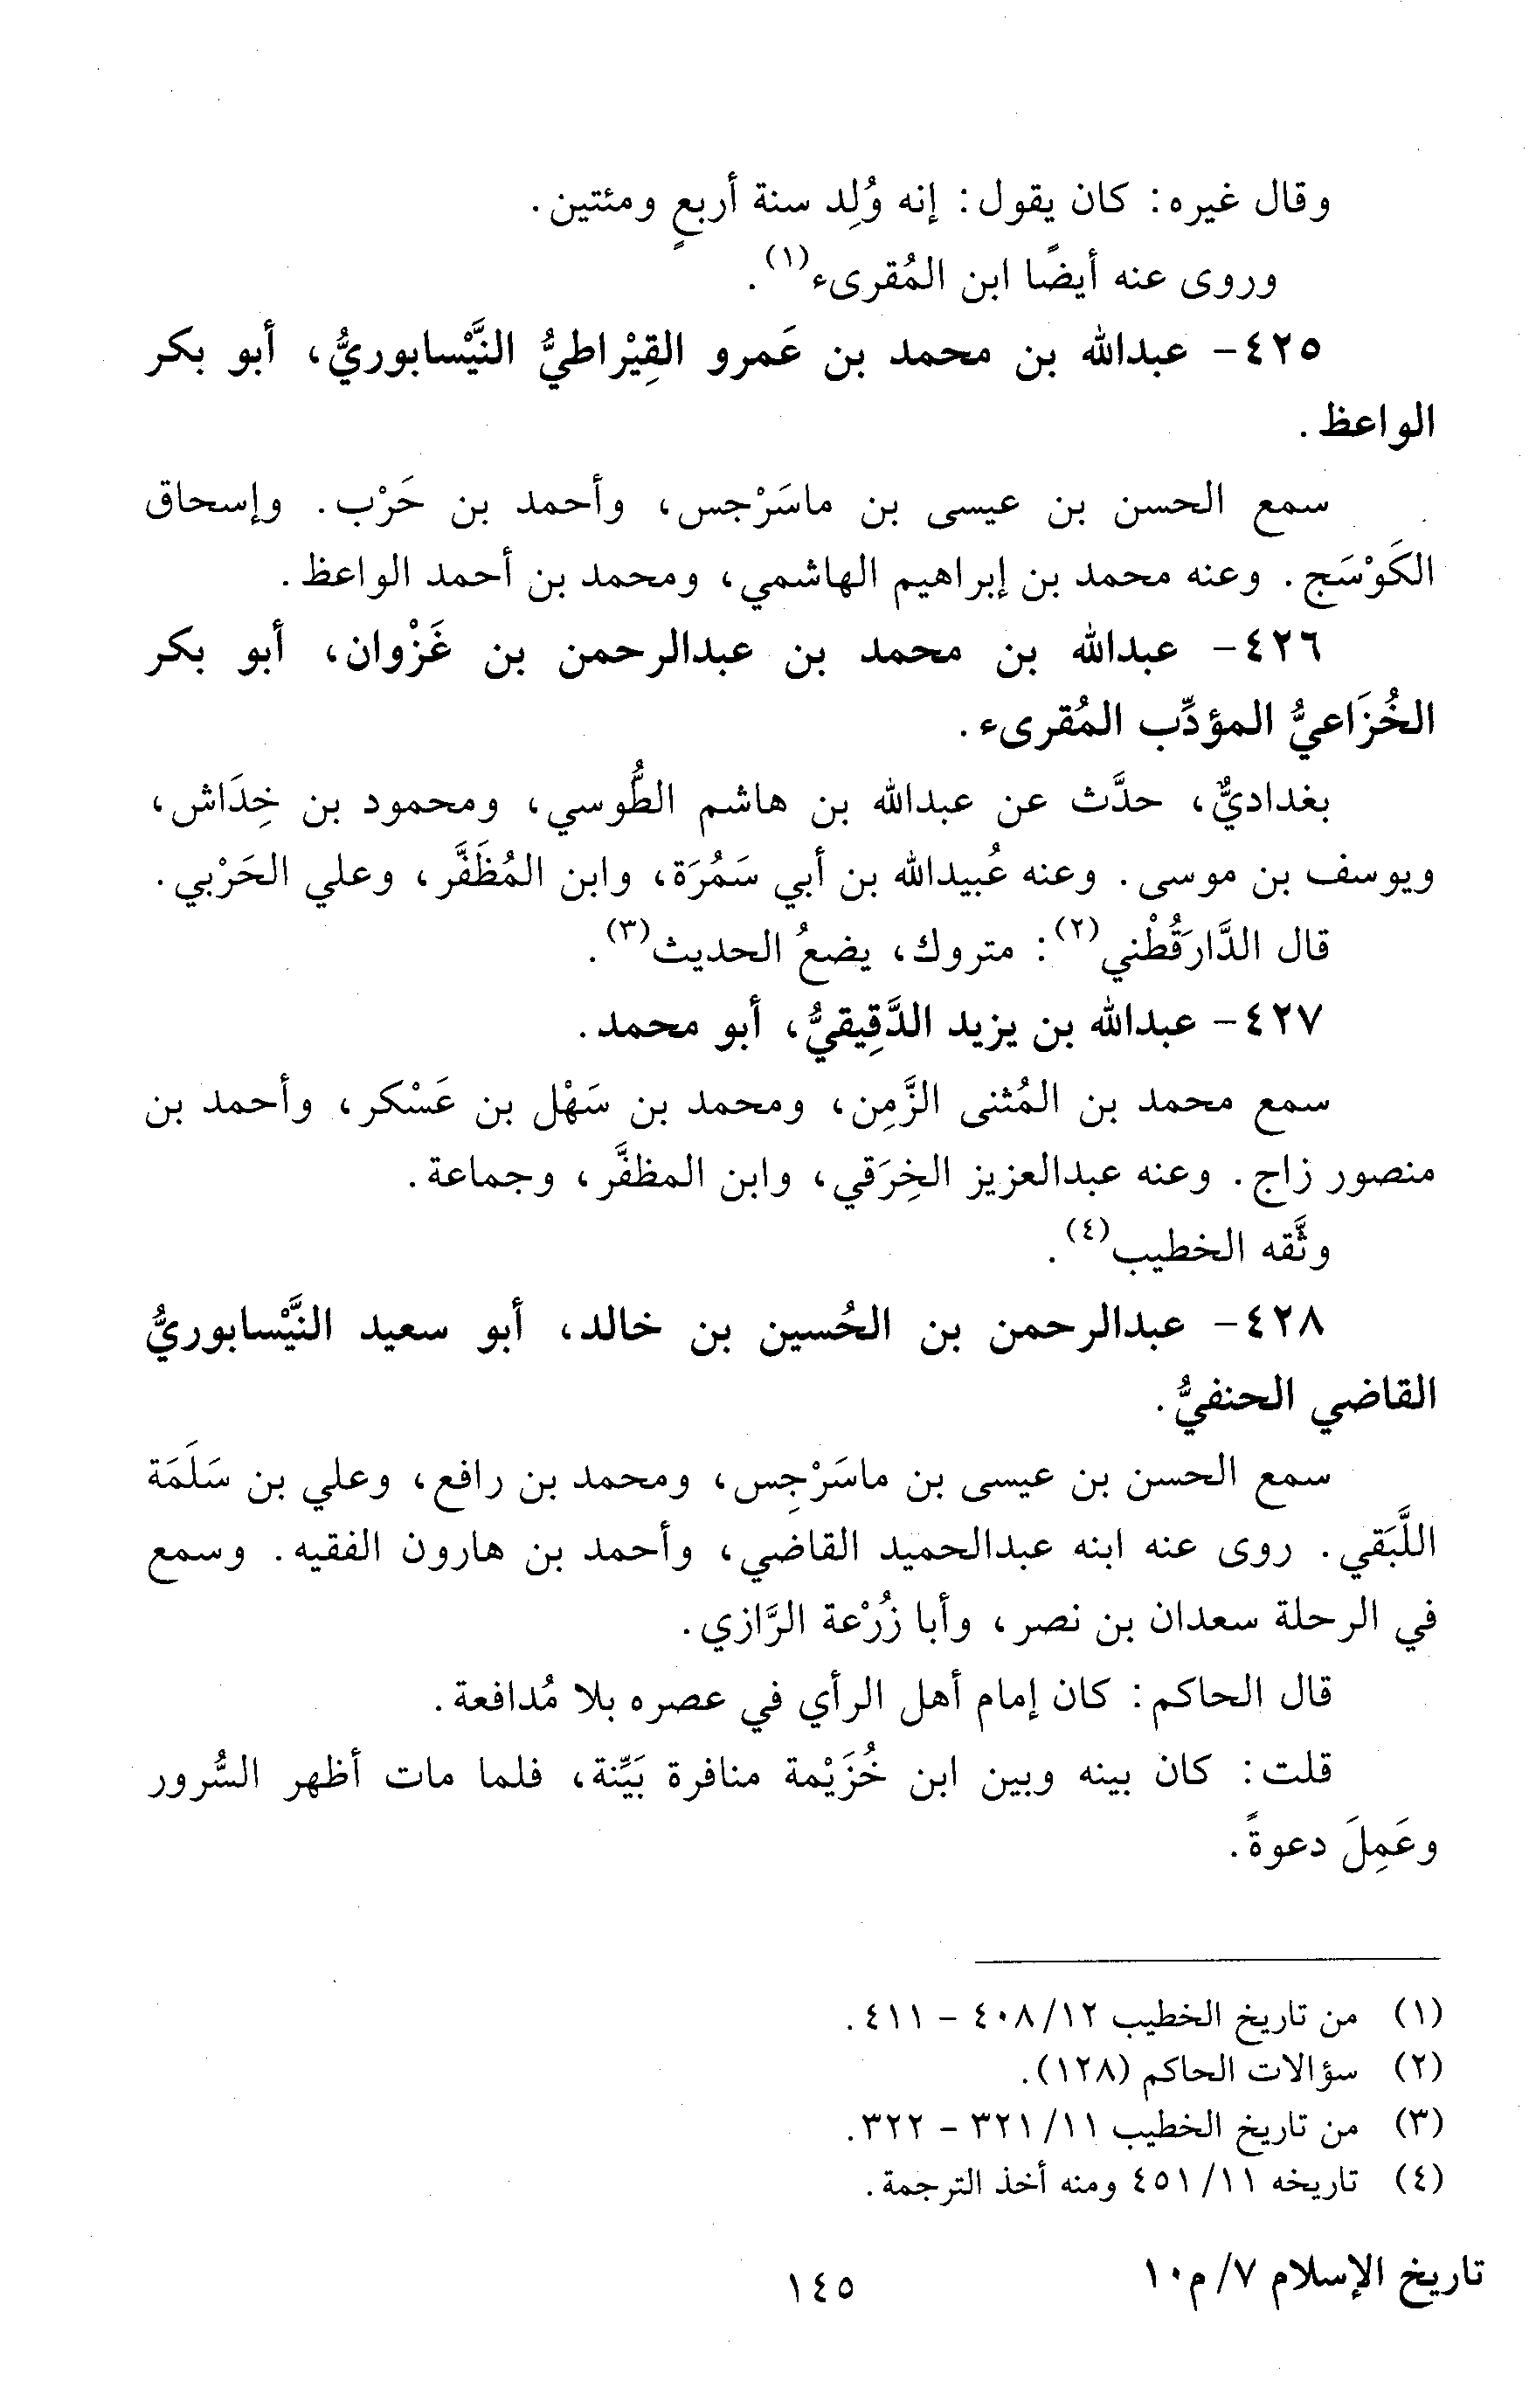 وقال غيره: كان يقول: إنه وُلِد سنة أربعٍ ومئتين.
وروى عنه أيضًا ابن المُقرىء(١).
٤٢٥- عبدالله بن محمد بن عَمرو القِيْراطيُّ النَّيْسابوريُّ، أبو بكر
الواعظ.
سمع الحسن بن عيسى بن ماسَرْجس، وأحمد بن حَرْب. وإسحاق
الكَوْسَج. وعنه محمد بن إبراهيم الهاشمي، ومحمد بن أحمد الواعظ.
٤٢٦- عبدالله بن محمد بن عبدالرحمن بن غَزْوان، أبو بكر
الخُزَاعيُّ المؤدِّب المُقرىء.
بغداديٌّ، حدَّث عن عبدالله بن هاشم الطُّوسي، ومحمود بن خِدَاش،
ويوسف بن موسى. وعنه عُبيدالله بن أبي سَمُرَة، وابن المُظَفَّر، وعلي الحَرْبي.
قال الدَّارَقُطْني(٢): متروك، يضعُ الحديث(٣).
٤٢٧- عبدالله بن يزيد الدَّقِيقيُّ، أبو محمد.
سمع محمد بن المُثنى الزَّمِن، ومحمد بن سَهْل بن عَسْكر، وأحمد بن
منصور زاج. وعنه عبدالعزيز الخِرَقي، وابن المظفَّر، وجماعة.
وثَّقه الخطيب(٤).
٤٢٨- عبدالرحمن بن الحُسين بن خالد، أبو سعيد النَّيْسابوريُّ
القاضي الحنفيُّ.
سمع الحسن بن عيسى بن ماسَرْجِس، ومحمد بن رافع، وعلي بن سَلَمَة
اللَّبَقي. روى عنه ابنه عبدالحميد القاضي، وأحمد بن هارون الفقيه. وسمع
في الرحلة سعدان بن نصر، وأبا زُرْعة الرَّازي.
قال الحاكم: كان إمام أهل الرأي في عصره بلا مُدافعة.
قلت: كان بينه وبين ابن خُزَيْمة منافرة بَيِّنة، فلما مات أظهر السُّرور
وعَمِلَ دعوةً.
(١) من تاريخ الخطيب ١٢/ ٤٠٨ - ٤١١.
(٢) سؤالات الحاكم (١٢٨).
(٣) من تاريخ الخطيب ١١/ ٣٢١ - ٣٢٢.
(٤) تاريخه ١١/ ٤٥١ ومنه أخذ الترجمة.
تاريخ الإسلام ٧/ م١٠
١٤٥